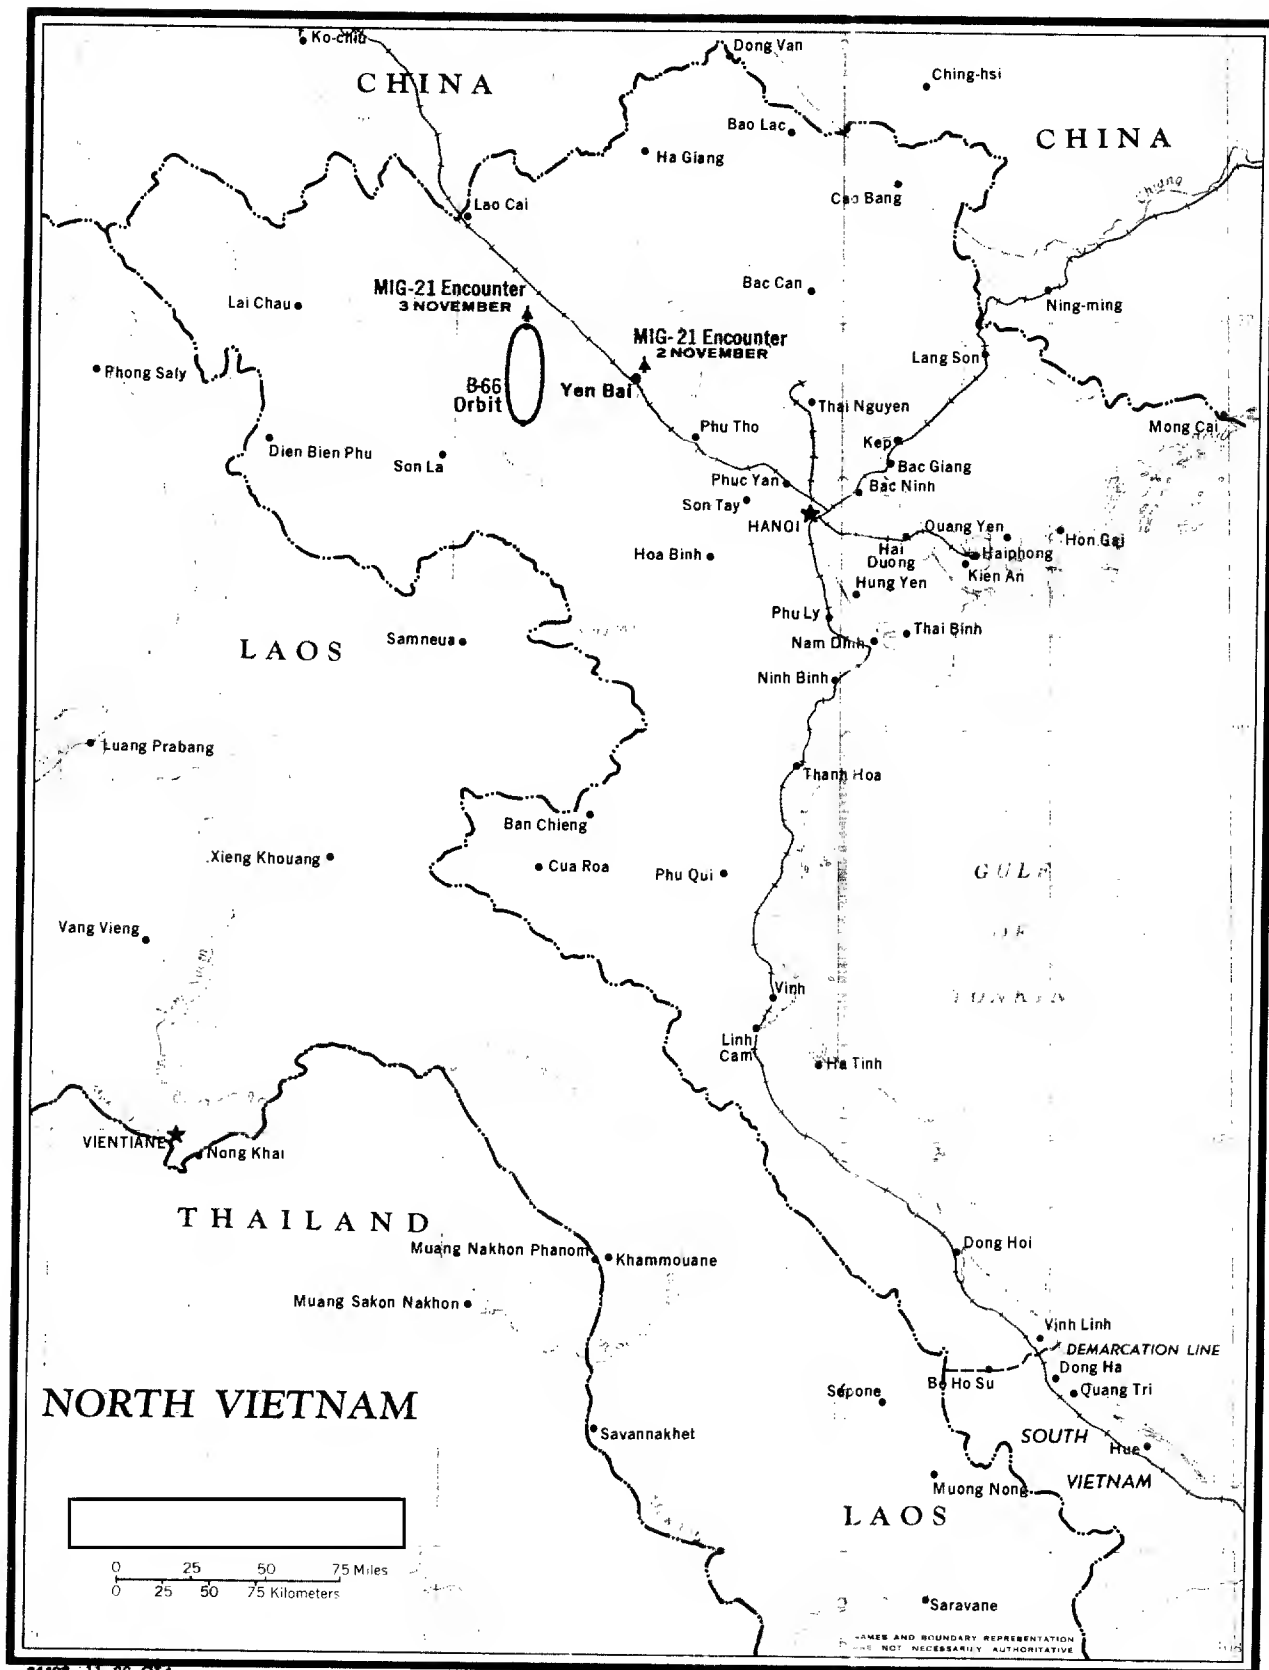 Ko-chiu
Dong Van
CHINA
Ching-hsi
Bao Lac
CHINA
Ha Giang
Chiang
Cao Bang
Lao Cai
Bac Can
MIG-21 Encounter
3 NOVEMBER
Lai Chau
Ning-ming
MIG-21 Encounter
2 NOVEMBER
Lang Son
Phong Saly
B-66
Orbit
Yen Bai
Thai Nguyen
Mong Cai
Phu Tho
Kep
Dien Bien Phu
Son La
Bac Giang
Phuc Yan
Bac Ninh
Son Tay
HANOI
Quang Yen
Hon Gai
Hai
Duong
Haiphong
Hoa Binh
Kien An
Hung Yen
Phu Ly
Thai Binh
LAOS
Samneua
Nam Dinh
Ninh Binh
Luang Prabang
Thanh Hoa
Ban Chieng
Xieng Khouang
Cua Roa
Phu Qui
GULF
OF
TONKIN
Vang Vieng
Vinh
Linh
Cam
Ha Tinh
VIENTIANE
Nong Khai
THAILAND
Dong Hoi
Muang Nakhon Phanom
Khammouane
Muang Sakon Nakhon
Vinh Linh
DEMARCATION LINE
Dong Ha
Bo Ho Su
Quang Tri
Sepone
NORTH VIETNAM
Savannakhet
SOUTH
VIETNAM
Hue
Muong Nong
LAOS
0 25 50 75 Miles
0 25 50 75 Kilometers
Saravane
NAMES AND BOUNDARY REPRESENTATION
ARE NOT NECESSARILY AUTHORITATIVE